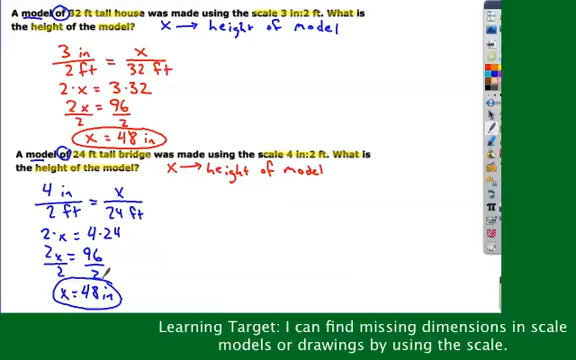 A model of 32 ft tall house was made using the scale 3 in:2 ft. What is
the height of the model? x → height of model
3 in / 2 ft = x / 32 ft
2·x = 3·32
2x / 2 = 96 / 2
x = 48 in
A model of 24 ft tall bridge was made using the scale 4 in:2 ft. What is
the height of the model? x → height of model
4 in / 2 ft = x / 24 ft
2·x = 4·24
2x / 2 = 96 / 2
x = 48 in
Learning Target: I can find missing dimensions in scale
models or drawings by using the scale.